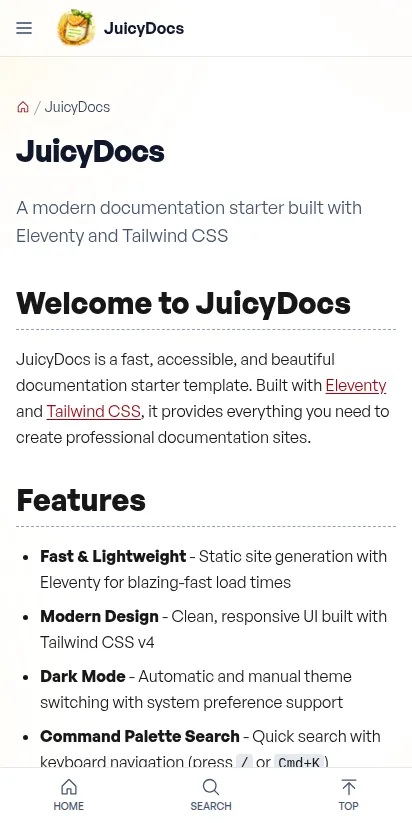 JuicyDocs
/ JuicyDocs
JuicyDocs
A modern documentation starter built with
Eleventy and Tailwind CSS
Welcome to JuicyDocs
JuicyDocs is a fast, accessible, and beautiful
documentation starter template. Built with Eleventy
and Tailwind CSS, it provides everything you need to
create professional documentation sites.
Features
• Fast & Lightweight - Static site generation with
Eleventy for blazing-fast load times
• Modern Design - Clean, responsive UI built with
Tailwind CSS v4
• Dark Mode - Automatic and manual theme
switching with system preference support
• Command Palette Search - Quick search with
keyboard navigation (press / or Cmd+K)
HOME
SEARCH
TOP